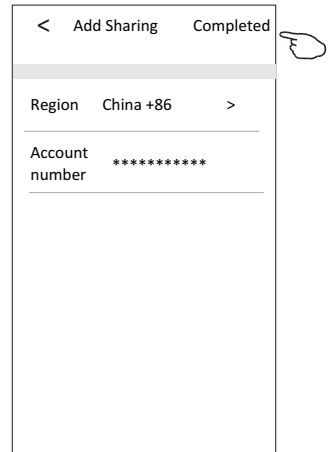 < Add Sharing Completed
Region China +86 >
Account
number ***********